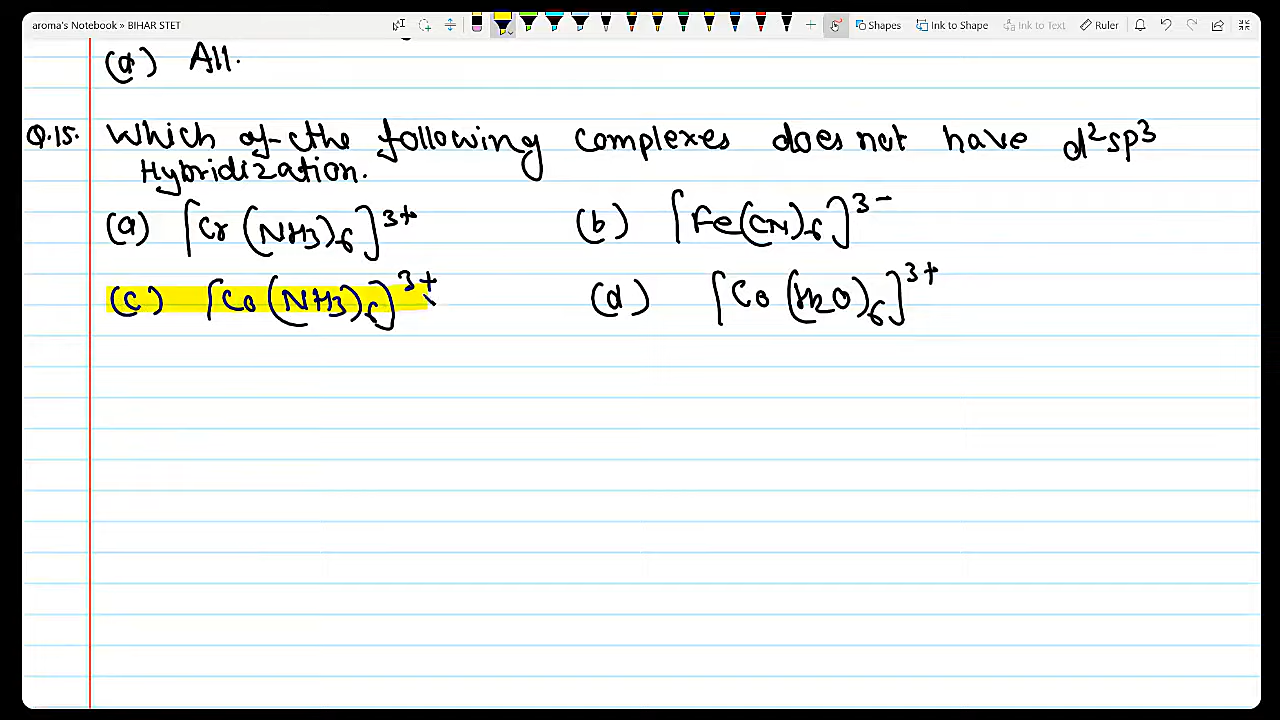 aroma's Notebook » BIHAR STET Shapes Ink to Shape Ink to Text Ruler
(d) All.
Q.15. Which of the following complexes does not have d²sp³
Hybridization.
(a) [Cr(NH3)6]³⁺ (b) [Fe(CN)6]³⁻
(c) [Co(NH3)6]³⁺ (d) [Co(H2O)6]³⁺